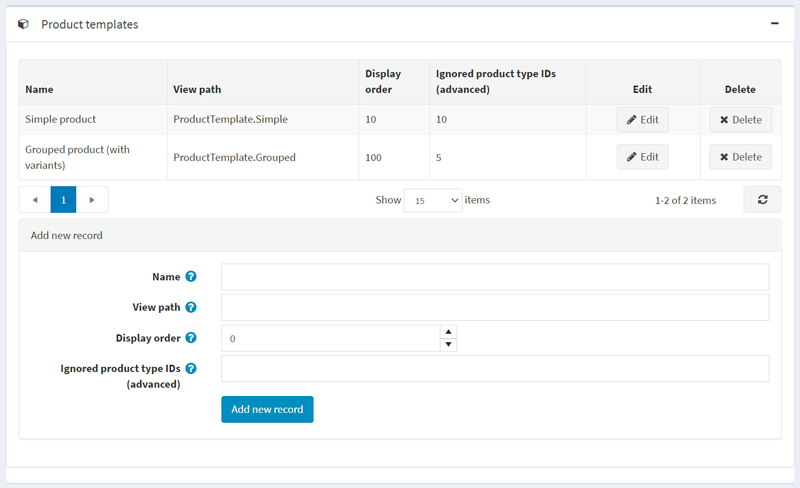 Product templates
Name View path Display order Ignored product type IDs (advanced) Edit Delete
Simple product ProductTemplate.Simple 10 10 Edit Delete
Grouped product (with variants) ProductTemplate.Grouped 100 5 Edit Delete
1 Show 15 items 1-2 of 2 items
Add new record
Name ?
View path ?
Display order ? 0
Ignored product type IDs ?
(advanced)
Add new record